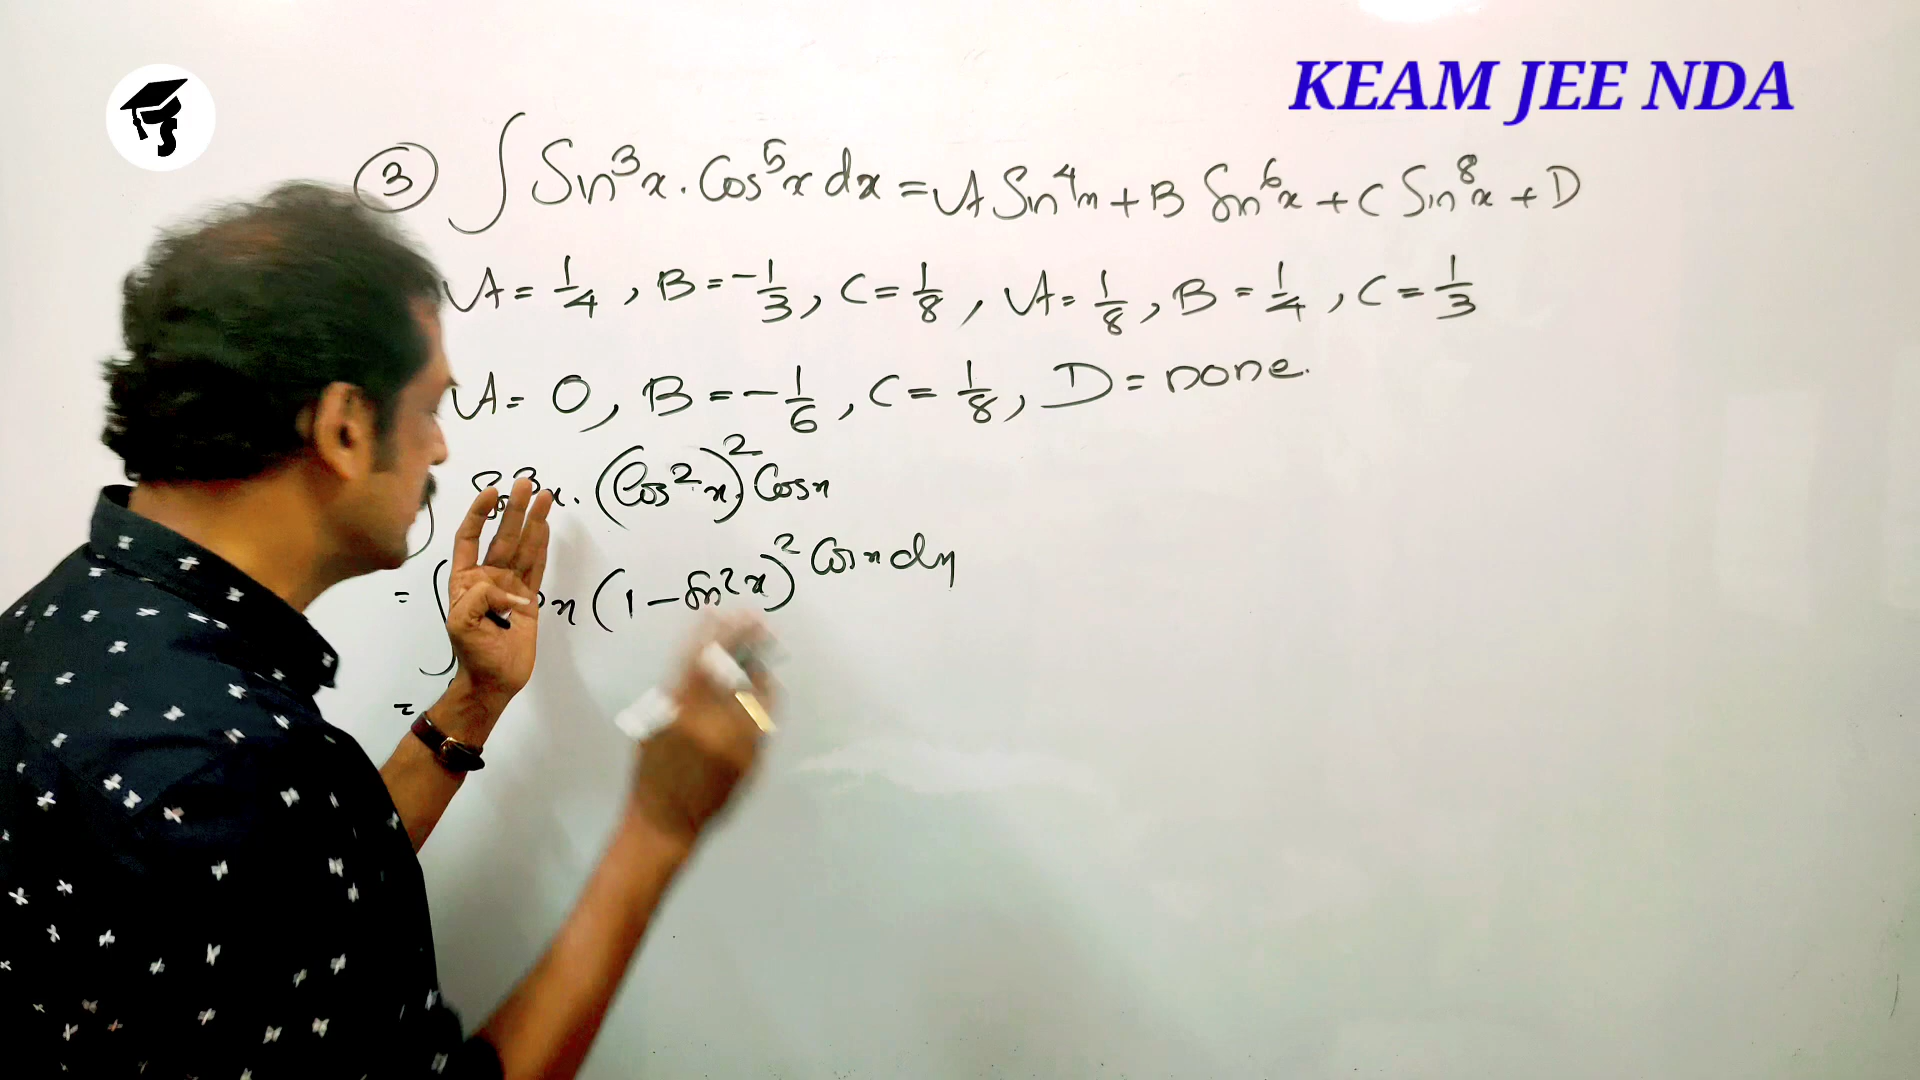 KEAM JEE NDA
③ ∫ Sin³x . Cos⁵x dx = A Sin⁴x + B Sin⁶x + C Sin⁸x + D
A = 1/4 , B = -1/3 , C = 1/8 , A = 1/8 , B = 1/4 , C = 1/3
A = 0 , B = -1/6 , C = 1/8 , D = none.
∫ Sin³x . (Cos²x)² Cosx
= ∫ x (1 - Sin²x)² Cosx dx
=